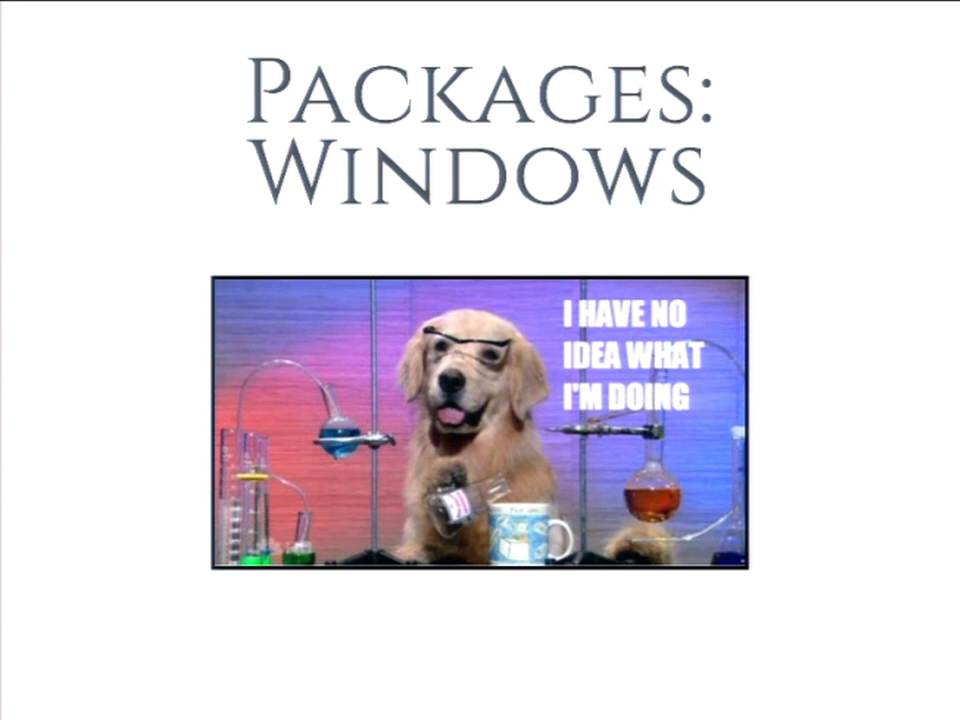 PACKAGES:
WINDOWS
I HAVE NO
IDEA WHAT
I'M DOING